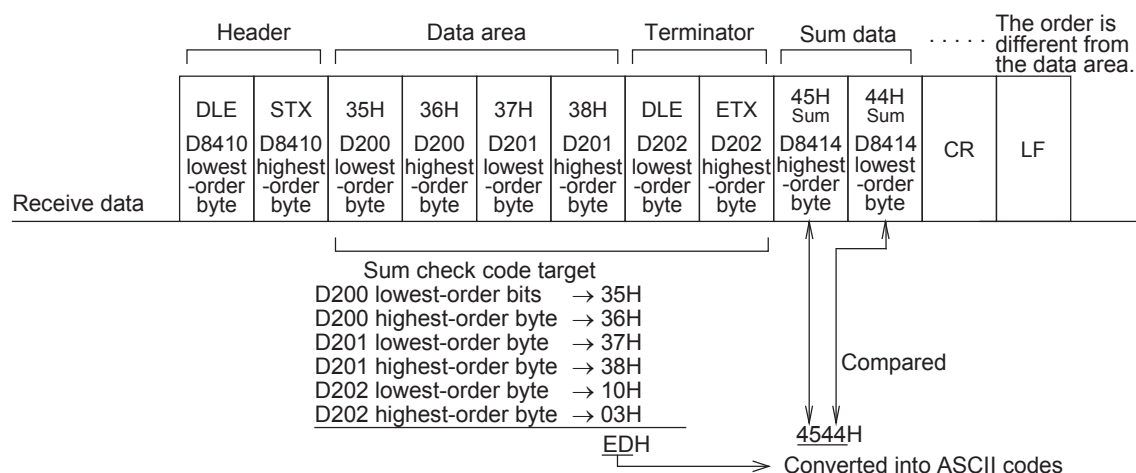 Header Data area Terminator Sum data . . . . . The order is
different from
the data area.
DLE STX 35H 36H 37H 38H DLE ETX 45H 44H CR LF
Sum Sum
D8410 D8410 D200 D200 D201 D201 D202 D202 D8414 D8414
lowest highest lowest highest lowest highest lowest highest highest lowest
-order -order -order -order -order -order -order -order -order -order
Receive data byte byte byte byte byte byte byte byte byte byte
Sum check code target
D200 lowest-order bits → 35H
D200 highest-order byte → 36H
D201 lowest-order byte → 37H
D201 highest-order byte → 38H
D202 lowest-order byte → 10H
D202 highest-order byte → 03H
Compared
EDH 4544H
Converted into ASCII codes